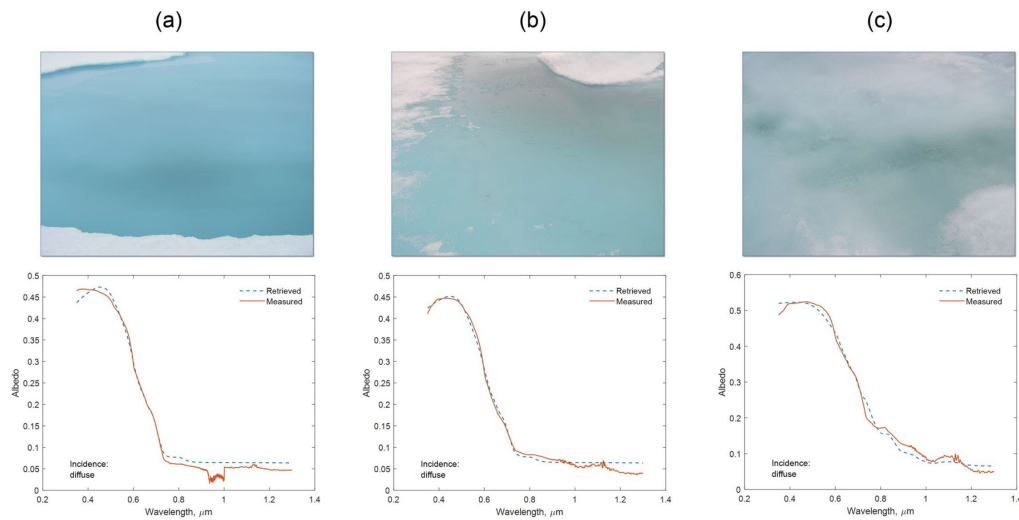 (a)
(b)
(c)
0.5
0.45
0.4
0.35
0.3
0.25
0.2
0.15
0.1
0.05
0
Albedo
Retrieved
Measured
Incidence:
diffuse
0.2 0.4 0.6 0.8 1 1.2 1.4
Wavelength, μm
0.5
0.45
0.4
0.35
0.3
0.25
0.2
0.15
0.1
0.05
0
Albedo
Retrieved
Measured
Incidence:
diffuse
0.2 0.4 0.6 0.8 1 1.2 1.4
Wavelength, μm
0.6
0.5
0.4
0.3
0.2
0.1
0
Albedo
Retrieved
Measured
Incidence:
diffuse
0.2 0.4 0.6 0.8 1 1.2 1.4
Wavelength, μm